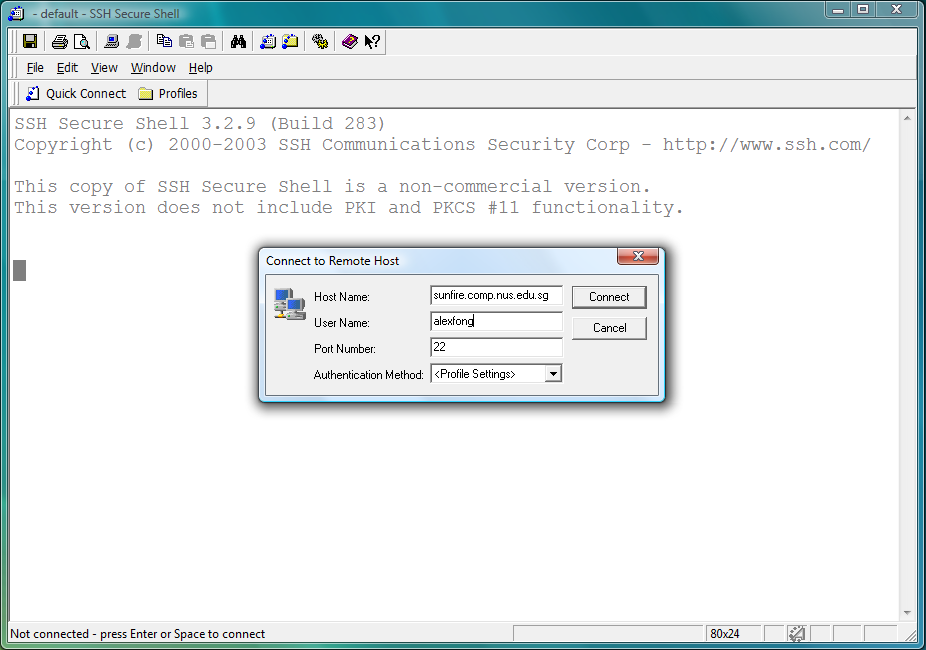 - default - SSH Secure Shell
File Edit View Window Help
Quick Connect Profiles
SSH Secure Shell 3.2.9 (Build 283)
Copyright (c) 2000-2003 SSH Communications Security Corp - http://www.ssh.com/
This copy of SSH Secure Shell is a non-commercial version.
This version does not include PKI and PKCS #11 functionality.
Connect to Remote Host
Host Name: sunfire.comp.nus.edu.sg Connect
User Name: alexfong Cancel
Port Number: 22
Authentication Method: <Profile Settings>
Not connected - press Enter or Space to connect 80x24